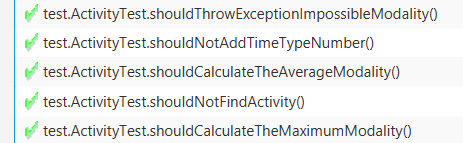 test.ActivityTest.shouldThrowExceptionImpossibleModality()
test.ActivityTest.shouldNotAddTimeTypeNumber()
test.ActivityTest.shouldCalculateTheAverageModality()
test.ActivityTest.shouldNotFindActivity()
test.ActivityTest.shouldCalculateTheMaximumModality()